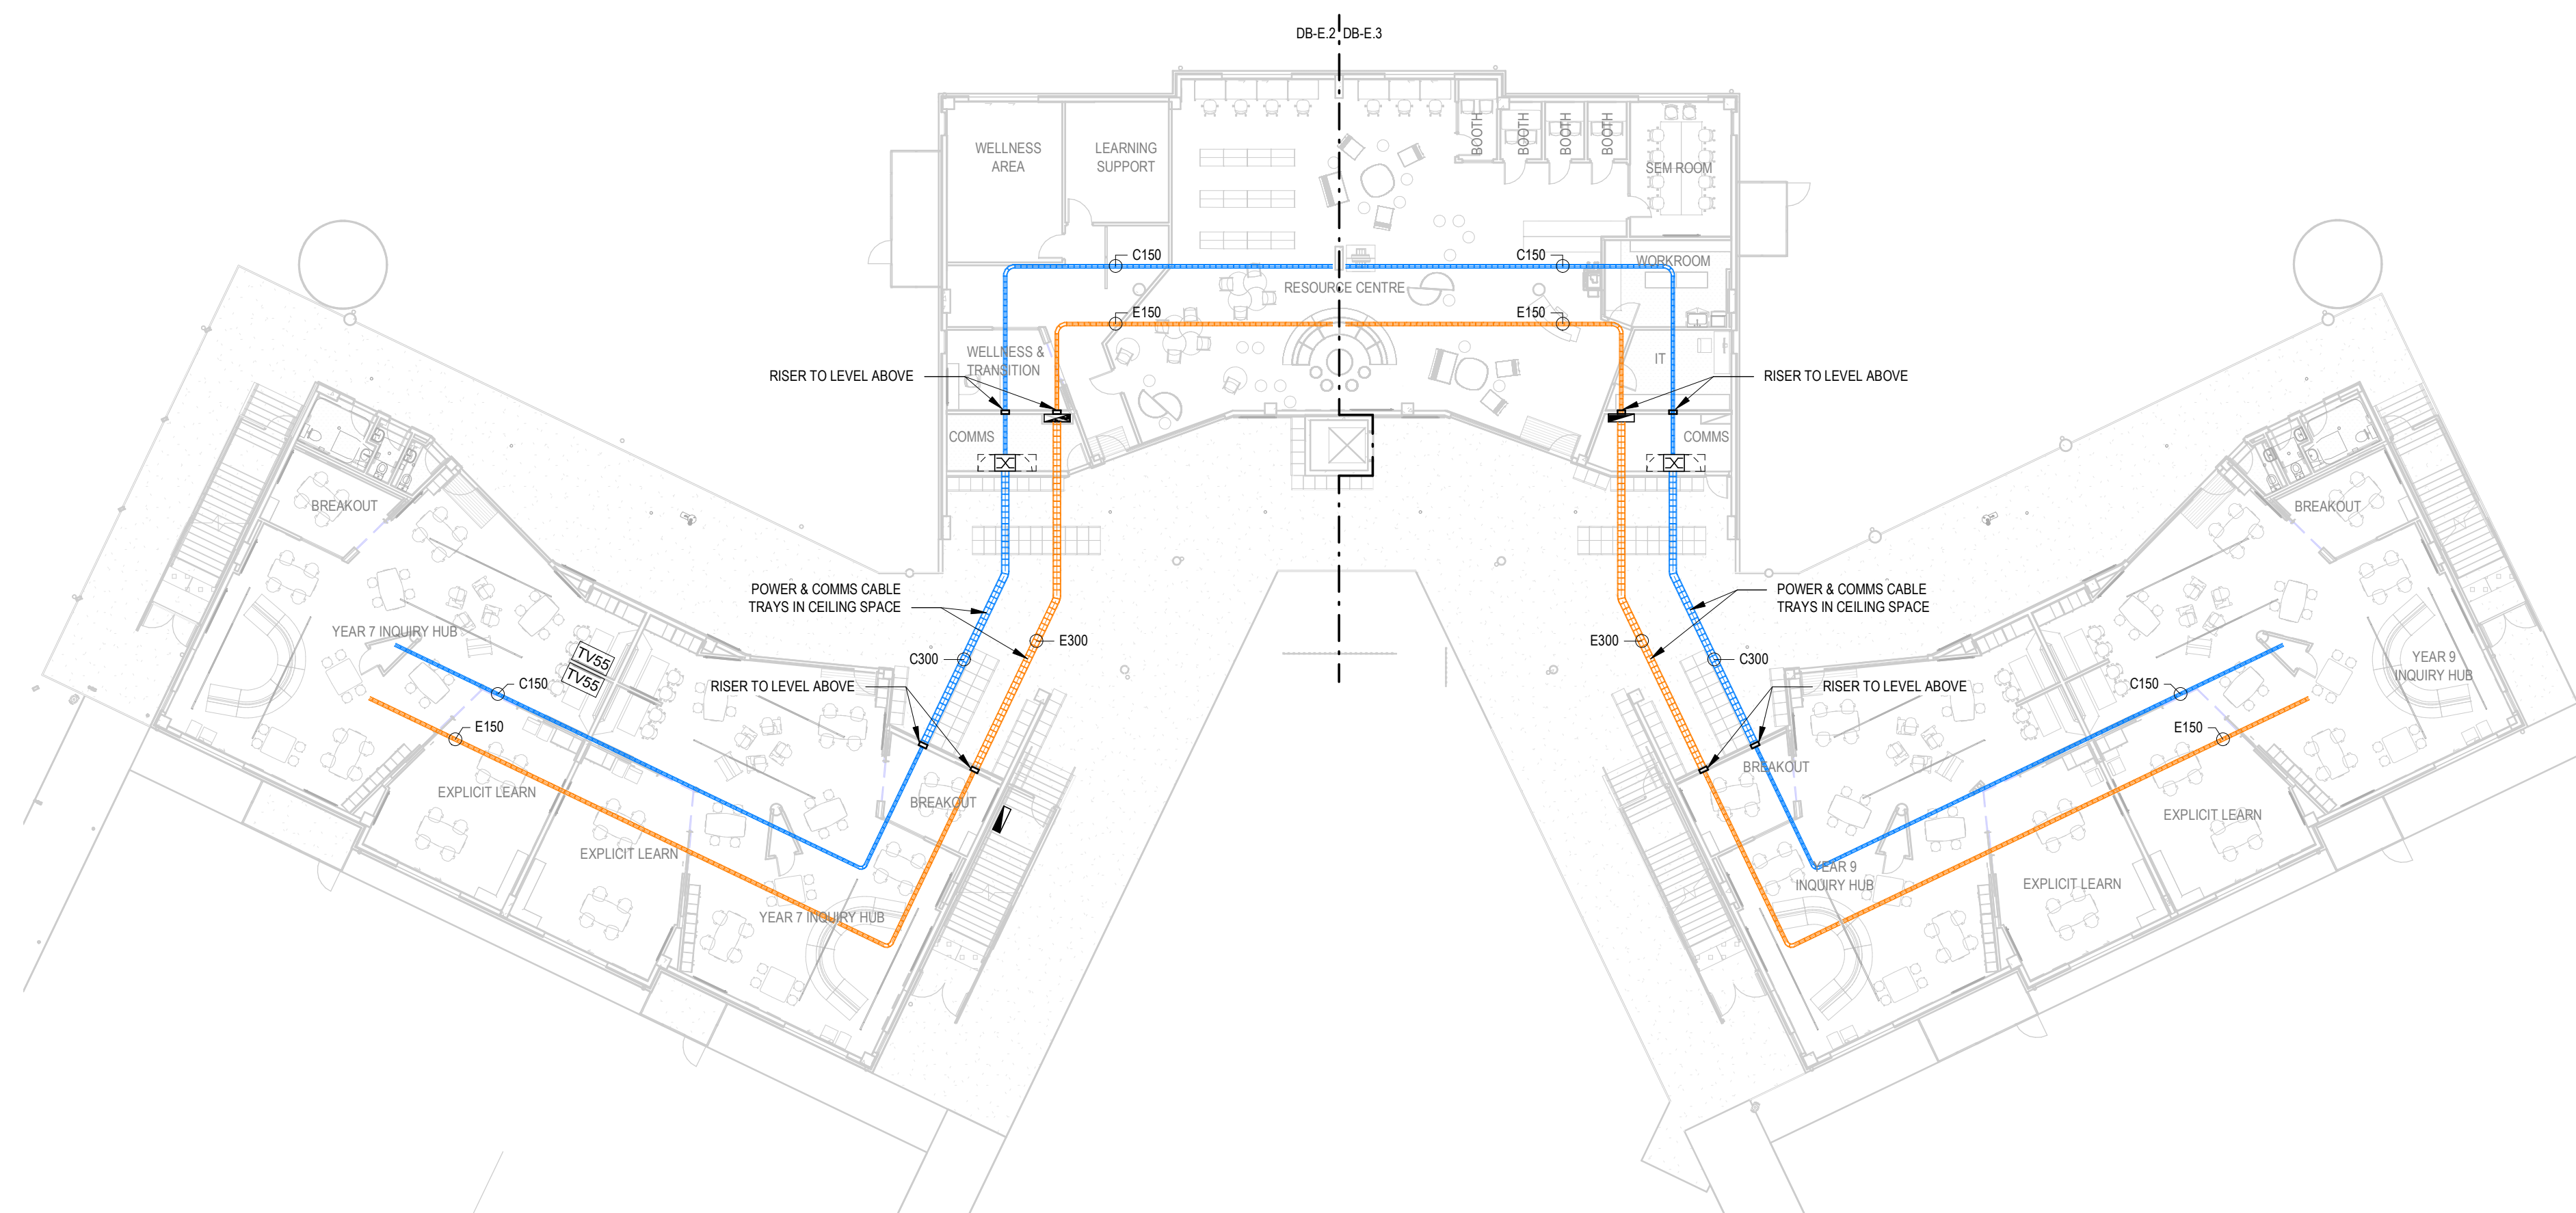 DB-E.2 DB-E.3
WELLNESS
AREA
LEARNING
SUPPORT
BOOTH
BOOTH
BOOTH
BOOTH
SEM ROOM
C150
C150
WORKROOM
RESOURCE CENTRE
E150
E150
WELLNESS &
TRANSITION
IT
RISER TO LEVEL ABOVE
RISER TO LEVEL ABOVE
COMMS
COMMS
BREAKOUT
BREAKOUT
POWER & COMMS CABLE
TRAYS IN CEILING SPACE
POWER & COMMS CABLE
TRAYS IN CEILING SPACE
YEAR 7 INQUIRY HUB
E300
E300
TV55
TV55
C300
C300
YEAR 9
INQUIRY HUB
C150
RISER TO LEVEL ABOVE
RISER TO LEVEL ABOVE
C150
E150
E150
BREAKOUT
EXPLICIT LEARN
BREAKOUT
EXPLICIT LEARN
EXPLICIT LEARN
YEAR 9
INQUIRY HUB
EXPLICIT LEARN
YEAR 7 INQUIRY HUB